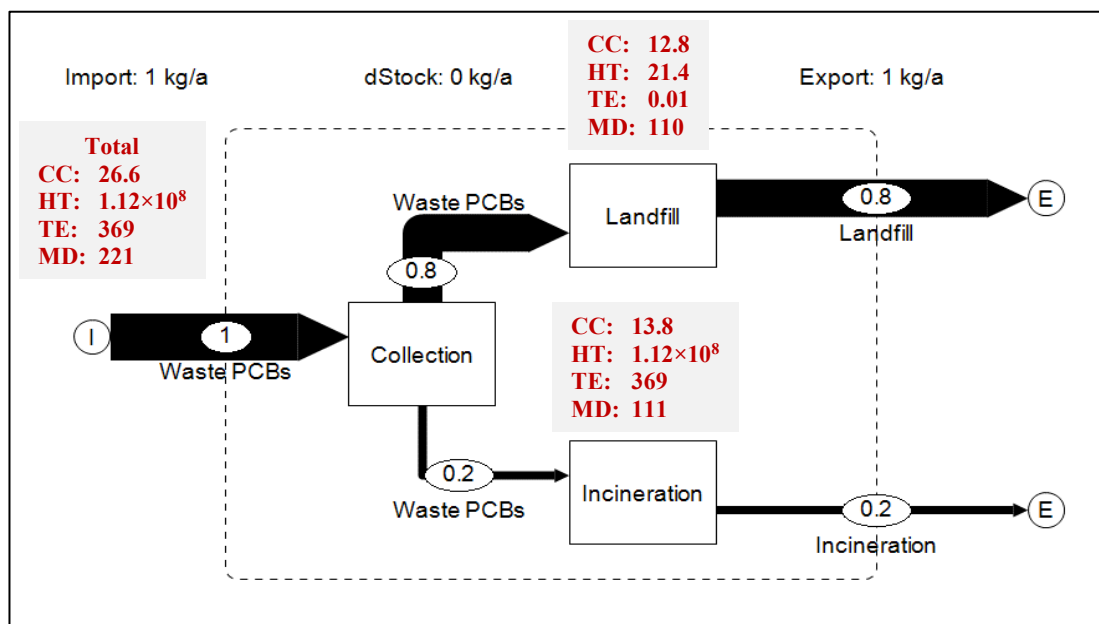 Import: 1 kg/a
dStock: 0 kg/a
Export: 1 kg/a
CC: 12.8
HT: 21.4
TE: 0.01
MD: 110
Total
CC: 26.6
HT: 1.12×10⁸
TE: 369
MD: 221
Waste PCBs
0.8
Landfill
0.8
Landfill
E
I
1
Waste PCBs
Collection
CC: 13.8
HT: 1.12×10⁸
TE: 369
MD: 111
0.2
Waste PCBs
Incineration
0.2
Incineration
E